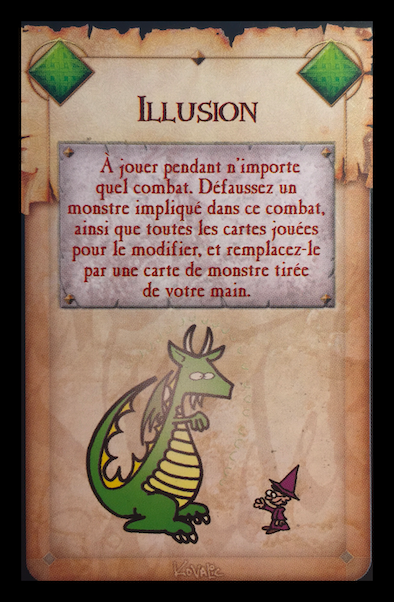 ILLUSION
À jouer pendant n'importe
quel combat. Défaussez un
monstre impliqué dans ce combat,
ainsi que toutes les cartes jouées
pour le modifier, et remplacez-le
par une carte de monstre tirée
de votre main.
KOVALIC